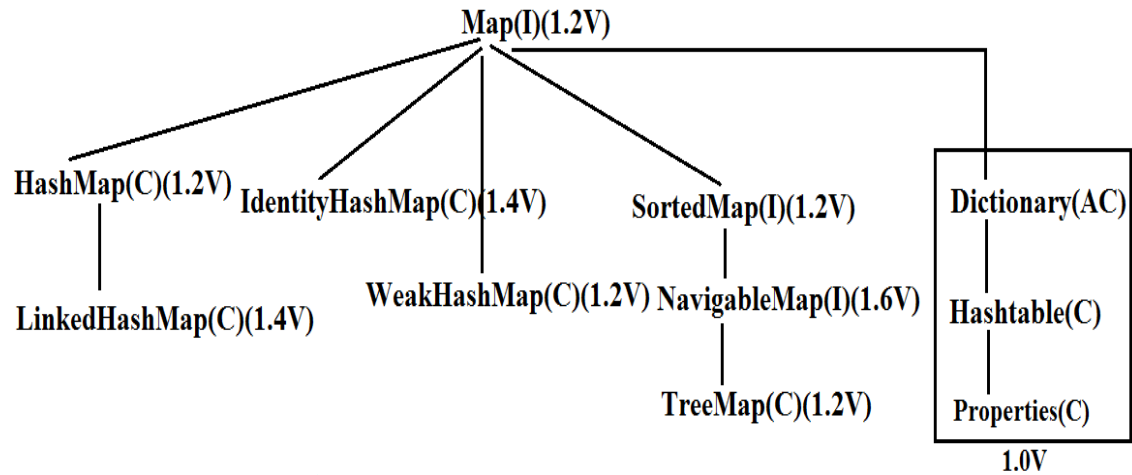 Map(I)(1.2V)
HashMap(C)(1.2V)
IdentityHashMap(C)(1.4V)
SortedMap(I)(1.2V)
Dictionary(AC)
LinkedHashMap(C)(1.4V)
WeakHashMap(C)(1.2V)
NavigableMap(I)(1.6V)
Hashtable(C)
TreeMap(C)(1.2V)
Properties(C)
1.0V